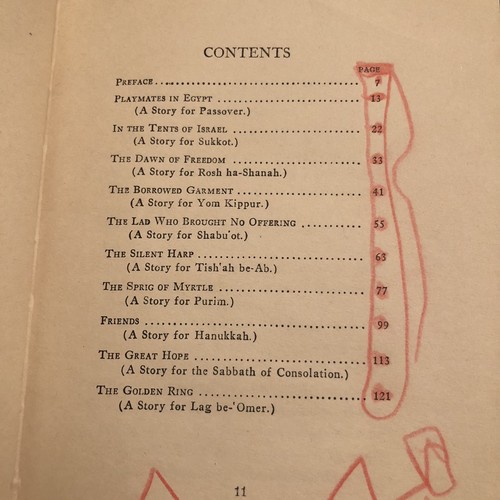 CONTENTS
PAGE
PREFACE........................................ 7
PLAYMATES IN EGYPT ............................ 13
(A Story for Passover.)
IN THE TENTS OF ISRAEL ........................ 22
(A Story for Sukkot.)
THE DAWN OF FREEDOM ........................... 33
(A Story for Rosh ha-Shanah.)
THE BORROWED GARMENT .......................... 41
(A Story for Yom Kippur.)
THE LAD WHO BROUGHT NO OFFERING ............ 55
(A Story for Shabu'ot.)
THE SILENT HARP ............................... 63
(A Story for Tish'ah be-Ab.)
THE SPRIG OF MYRTLE ........................... 77
(A Story for Purim.)
FRIENDS ....................................... 99
(A Story for Hanukkah.)
THE GREAT HOPE ................................ 113
(A Story for the Sabbath of Consolation.)
THE GOLDEN RING ............................... 121
(A Story for Lag be-'Omer.)
11